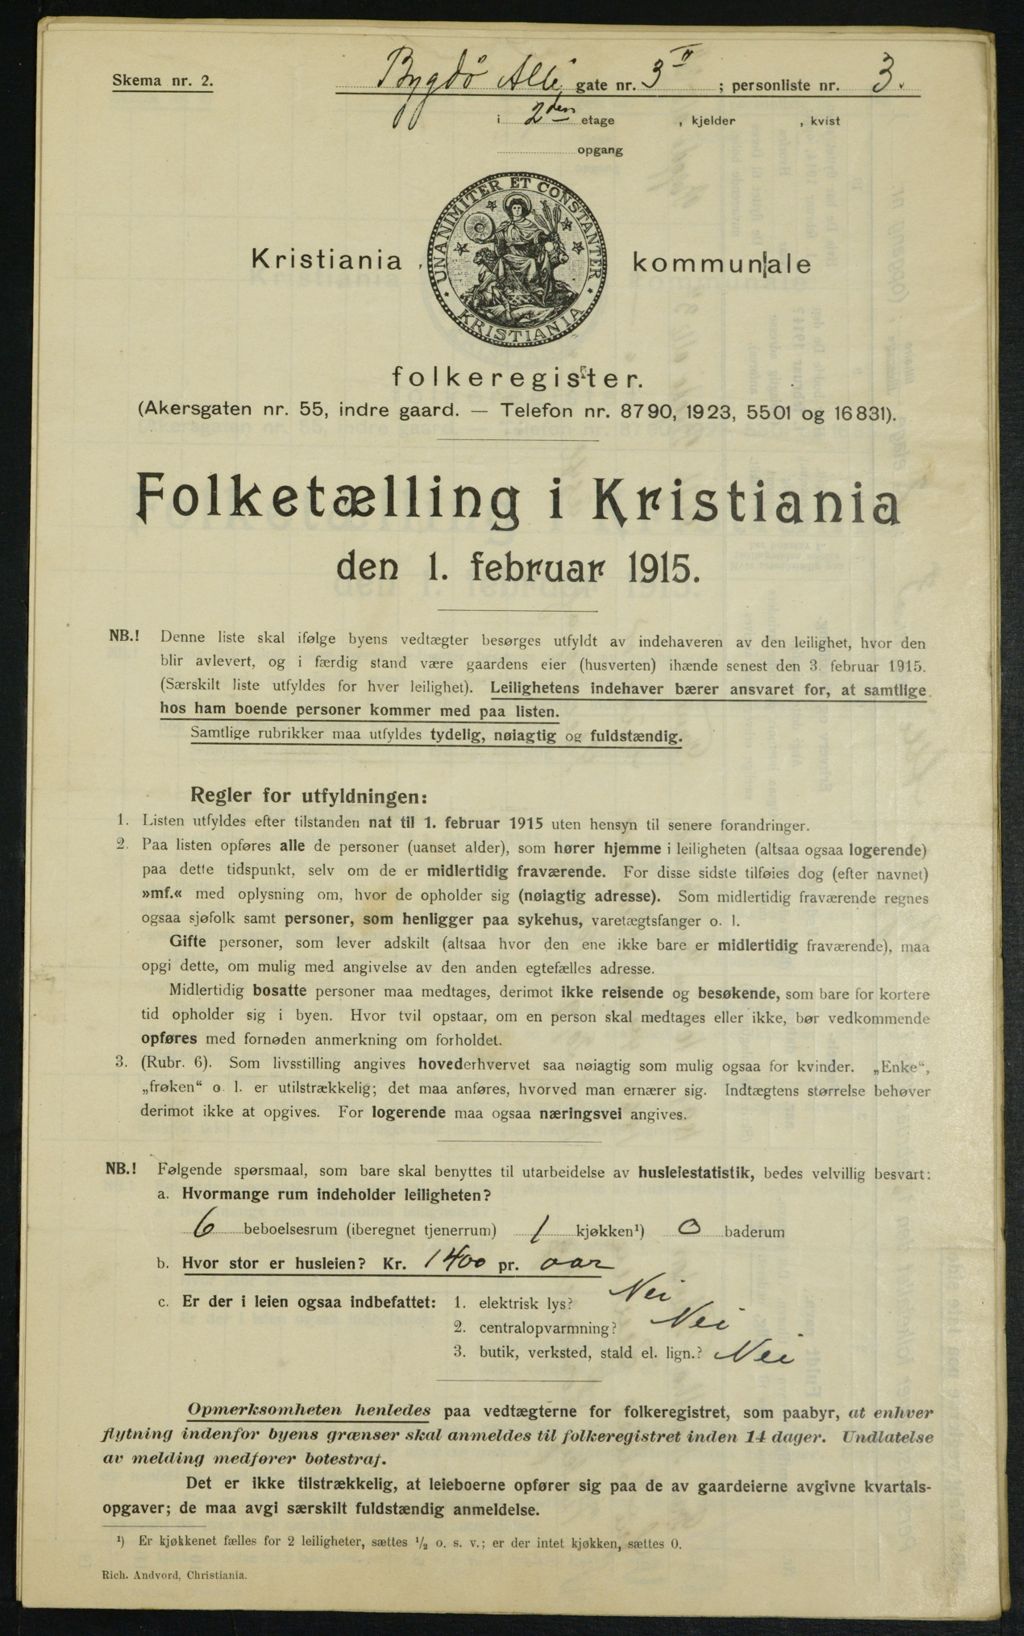 Skema nr. 2.
Bygdö Allé gate nr. 3 II ; personliste nr. 3.
i 2den etage , kjelder , kvist
opgang
UNANIMITER ET CONSTANTER
KRISTIANIA
Kristiania kommunale
folkeregister.
(Akersgaten nr. 55, indre gaard. — Telefon nr. 8790, 1923, 5501 og 16831).
Folketælling i Kristiania
den 1. februar 1915.
NB.! Denne liste skal ifølge byens vedtægter besørges utfyldt av indehaveren av den leilighet, hvor den
blir avlevert, og i færdig stand være gaardens eier (husverten) ihænde senest den 3. februar 1915.
(Særskilt liste utfyldes for hver leilighet). Leilighetens indehaver bærer ansvaret for, at samtlige
hos ham boende personer kommer med paa listen.
Samtlige rubrikker maa utfyldes tydelig, nøiagtig og fuldstændig.
Regler for utfyldningen:
1. Listen utfyldes efter tilstanden nat til 1. februar 1915 uten hensyn til senere forandringer.
2. Paa listen opføres alle de personer (uanset alder), som hører hjemme i leiligheten (altsaa ogsaa logerende)
paa dette tidspunkt, selv om de er midlertidig fraværende. For disse sidste tilføies dog (efter navnet)
»mf.« med oplysning om, hvor de opholder sig (nøiagtig adresse). Som midlertidig fraværende regnes
ogsaa sjøfolk samt personer, som henligger paa sykehus, varetægtsfanger o. l.
Gifte personer, som lever adskilt (altsaa hvor den ene ikke bare er midlertidig fraværende), maa
opgi dette, om mulig med angivelse av den anden egtefælles adresse.
Midlertidig bosatte personer maa medtages, derimot ikke reisende og besøkende, som bare for kortere
tid opholder sig i byen. Hvor tvil opstaar, om en person skal medtages eller ikke, bør vedkommende
opføres med fornøden anmerkning om forholdet.
3. (Rubr. 6). Som livsstilling angives hovederhvervet saa nøiagtig som mulig ogsaa for kvinder. „Enke“,
„frøken“ o. l. er utilstrækkelig; det maa anføres, hvorved man ernærer sig. Indtægtens størrelse behøver
derimot ikke at opgives. For logerende maa ogsaa næringsvei angives.
NB.! Følgende spørsmaal, som bare skal benyttes til utarbeidelse av husleiestatistik, bedes velvillig besvart:
a. Hvormange rum indeholder leiligheten?
6 beboelsesrum (iberegnet tjenerrum) 1 kjøkken¹) 0 baderum
b. Hvor stor er husleien? Kr. 1400 pr. aar
c. Er der i leien ogsaa indbefattet: 1. elektrisk lys? Nei
2. centralopvarmning? Nei
3. butik, verksted, stald el. lign.? Nei
Opmerksomheten henledes paa vedtægterne for folkeregistret, som paabyr, at enhver
flytning indenfor byens grænser skal anmeldes til folkeregistret inden 14 dager. Undlatelse
av melding medfører bøtestraf.
Det er ikke tilstrækkelig, at leieboerne opfører sig paa de av gaardeierne avgivne kvartals-
opgaver; de maa avgi særskilt fuldstændig anmeldelse.
¹) Er kjøkkenet fælles for 2 leiligheter, sættes ½ o. s. v.; er der intet kjøkken, sættes 0.
Rich. Andvord, Christiania.